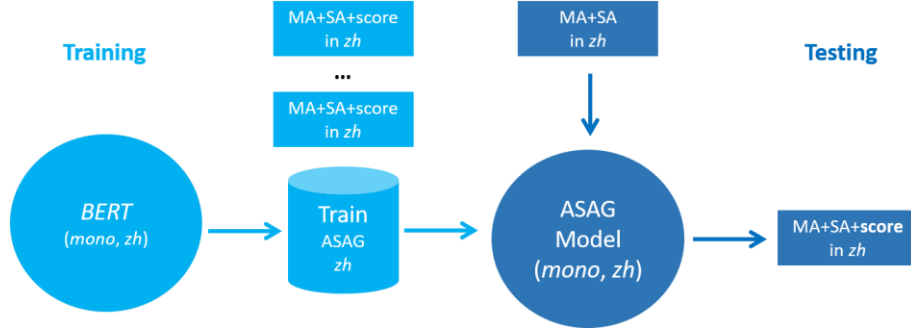 Training
MA+SA+score
in zh
...
MA+SA+score
in zh
BERT
(mono, zh)
Train
ASAG
zh
MA+SA
in zh
ASAG
Model
(mono, zh)
Testing
MA+SA+score
in zh